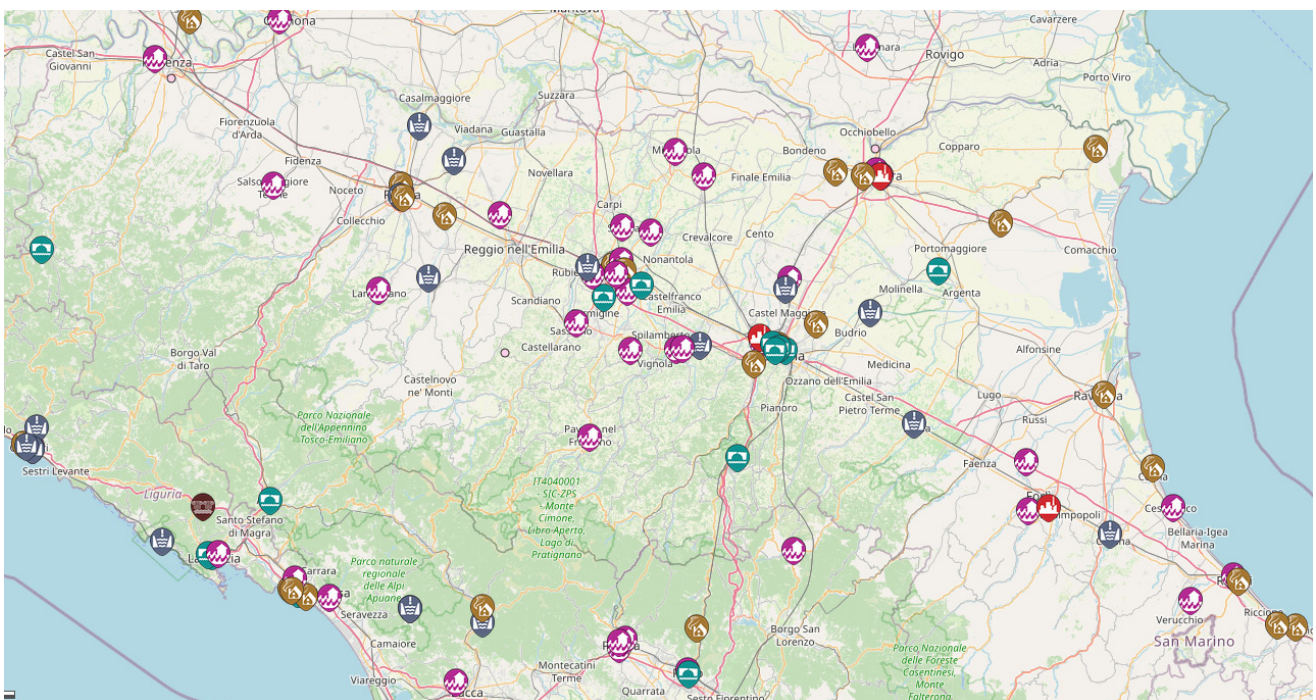 Mantova
Cavarzere
Castel San
Giovanni
Rovigo
Adria
Porto Viro
Casalmaggiore
Suzzara
Viadana
Guastalla
Fiorenzuola
d'Arda
Occhiobello
Bondeno
Copparo
Fidenza
Novellara
Finale Emilia
Noceto
Collecchio
Carpi
Crevalcore
Cento
Reggio nell'Emilia
Nonantola
Portomaggiore
Comacchio
Molinella
Argenta
Scandiano
Castelfranco
Emilia
Castel Maggiore
Budrio
Spilamberto
Castellarano
Vignola
Alfonsine
Borgo Val
di Taro
Medicina
Ozzano dell'Emilia
Castelnovo
ne' Monti
Castel San
Pietro Terme
Lugo
Pianoro
Russi
Parco Nazionale
dell'Appennino
Tosco-Emiliano
Faenza
Sestri Levante
IT4040001
- SIC-ZPS
- Monte
Cimone,
Libro Aperto,
Lago di
Pratignano
Liguria
Santo Stefano
di Magra
Bellaria-Igea
Marina
Parco naturale
regionale
delle Alpi
Apuane
Seravezza
Camaiore
Verucchio
Riccione
San Marino
Borgo San
Lorenzo
Parco Nazionale
delle Foreste
Casentinesi,
Monte
Falterona,
Montecatini
Terme
Viareggio
Quarrata
Sesto Fiorentino